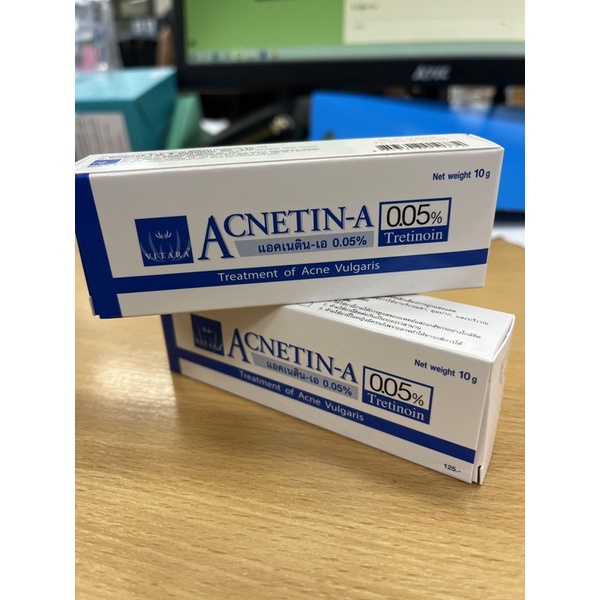 Net weight 10 g
VITARA
ACNETIN-A
0.05%
แอคเนติน-เอ 0.05%
Tretinoin
Treatment of Acne Vulgaris
Net weight 10 g
ACNETIN-A
0.05%
แอคเนติน-เอ 0.05%
Tretinoin
Treatment of Acne Vulgaris
125.-